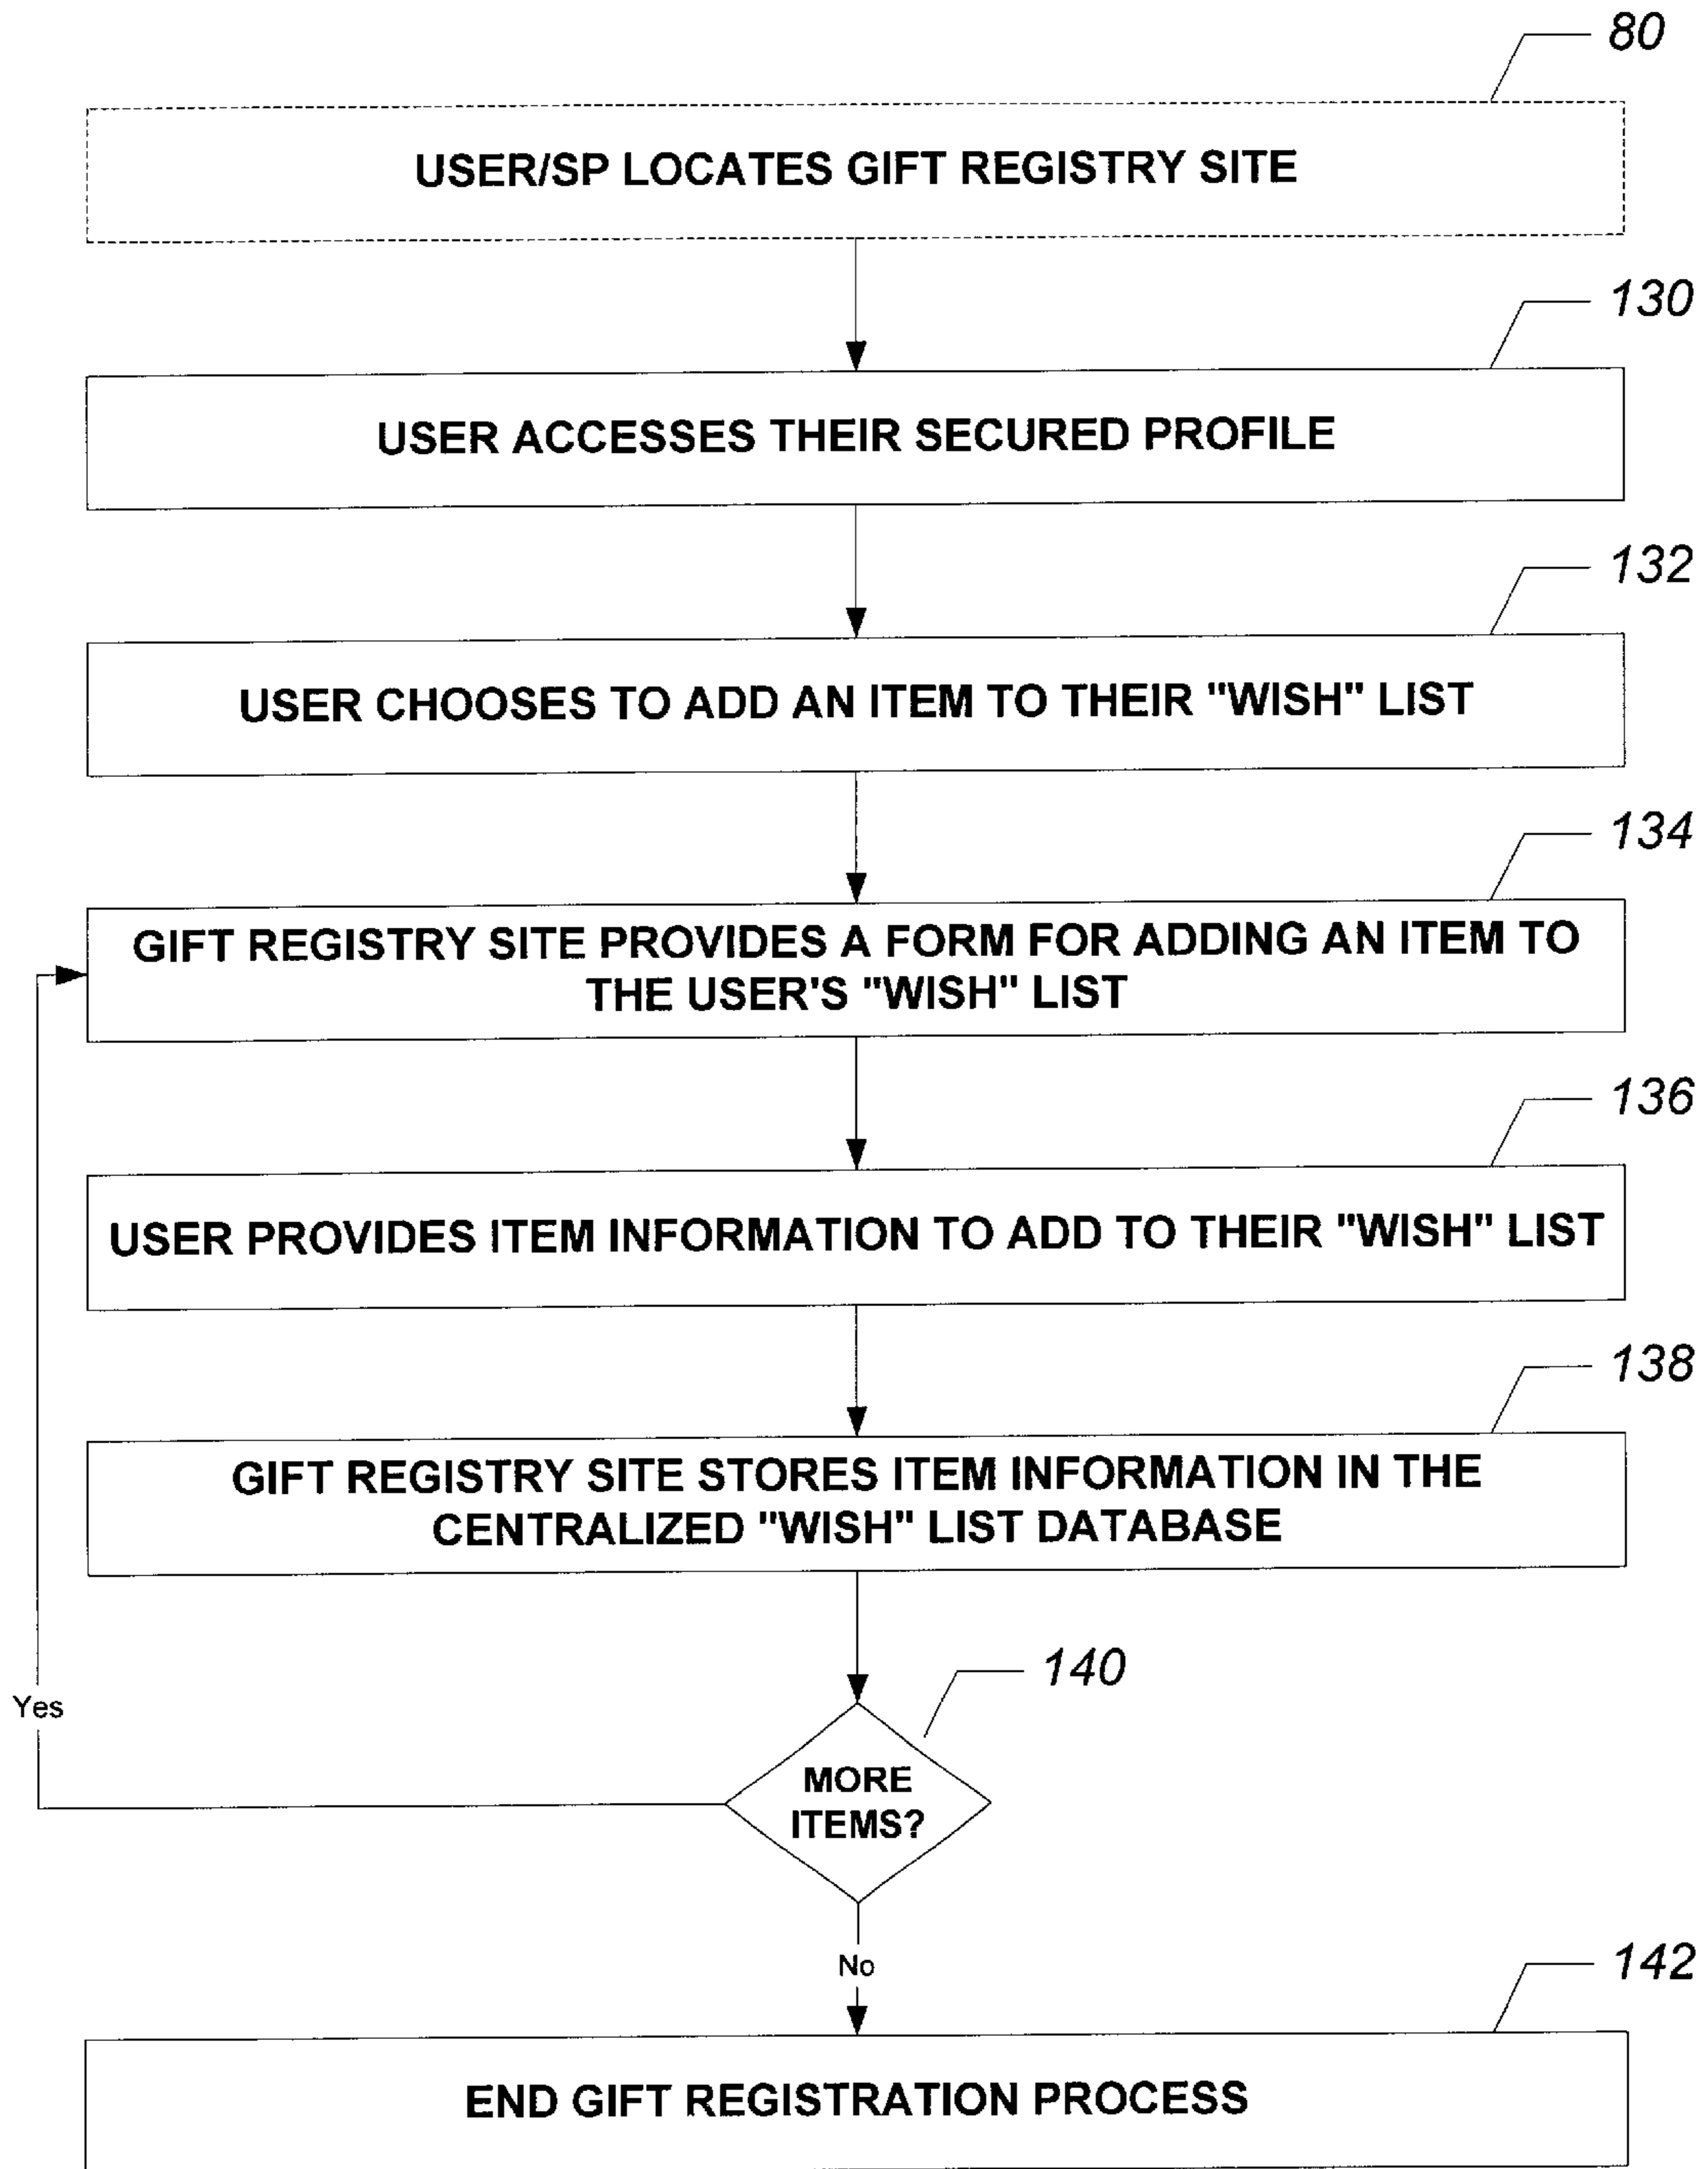 80
USER/SP LOCATES GIFT REGISTRY SITE
130
USER ACCESSES THEIR SECURED PROFILE
132
USER CHOOSES TO ADD AN ITEM TO THEIR "WISH" LIST
134
GIFT REGISTRY SITE PROVIDES A FORM FOR ADDING AN ITEM TO
THE USER'S "WISH" LIST
136
USER PROVIDES ITEM INFORMATION TO ADD TO THEIR "WISH" LIST
138
GIFT REGISTRY SITE STORES ITEM INFORMATION IN THE
CENTRALIZED "WISH" LIST DATABASE
140
Yes
MORE
ITEMS?
No
142
END GIFT REGISTRATION PROCESS